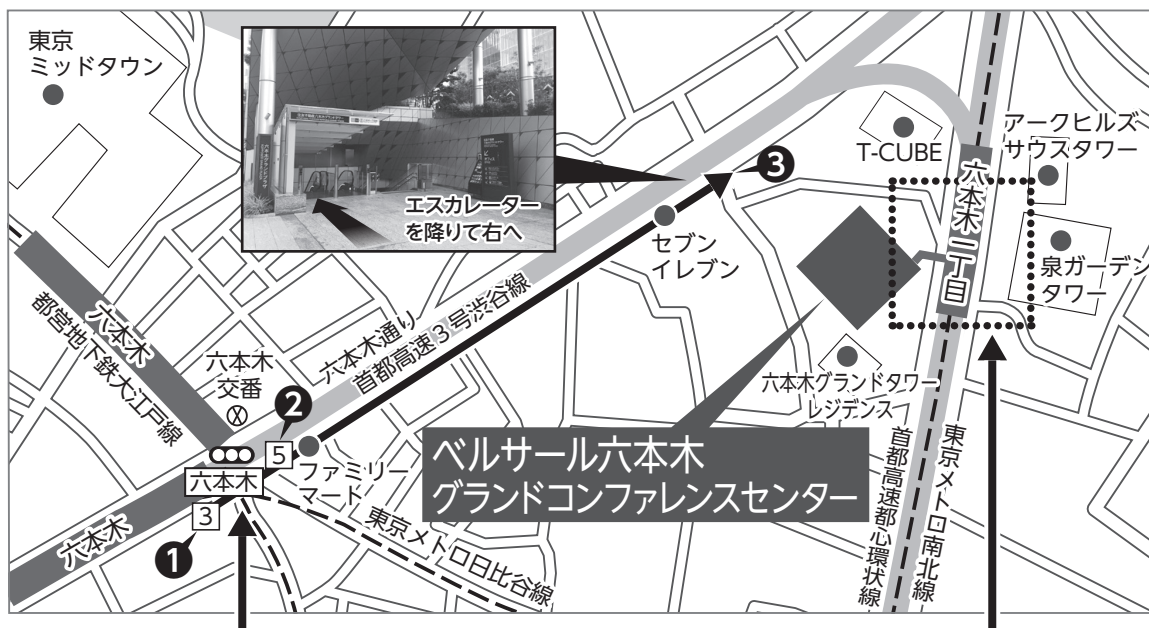 東京
ミッドタウン
エスカレーター
を降りて右へ
❸
セブン
イレブン
T-CUBE
アークヒルズ
サウスタワー
六本木一丁目
泉ガーデン
タワー
六本木
都営地下鉄大江戸線
六本木
交番
六本木通り
首都高速3号渋谷線
❷
5
ファミリー
マート
六本木
3
❶
六本木
東京メトロ日比谷線
ベルサール六本木
グランドコンファレンスセンター
六本木グランドタワー
レジデンス
首都高速都心環状線
東京メトロ南北線